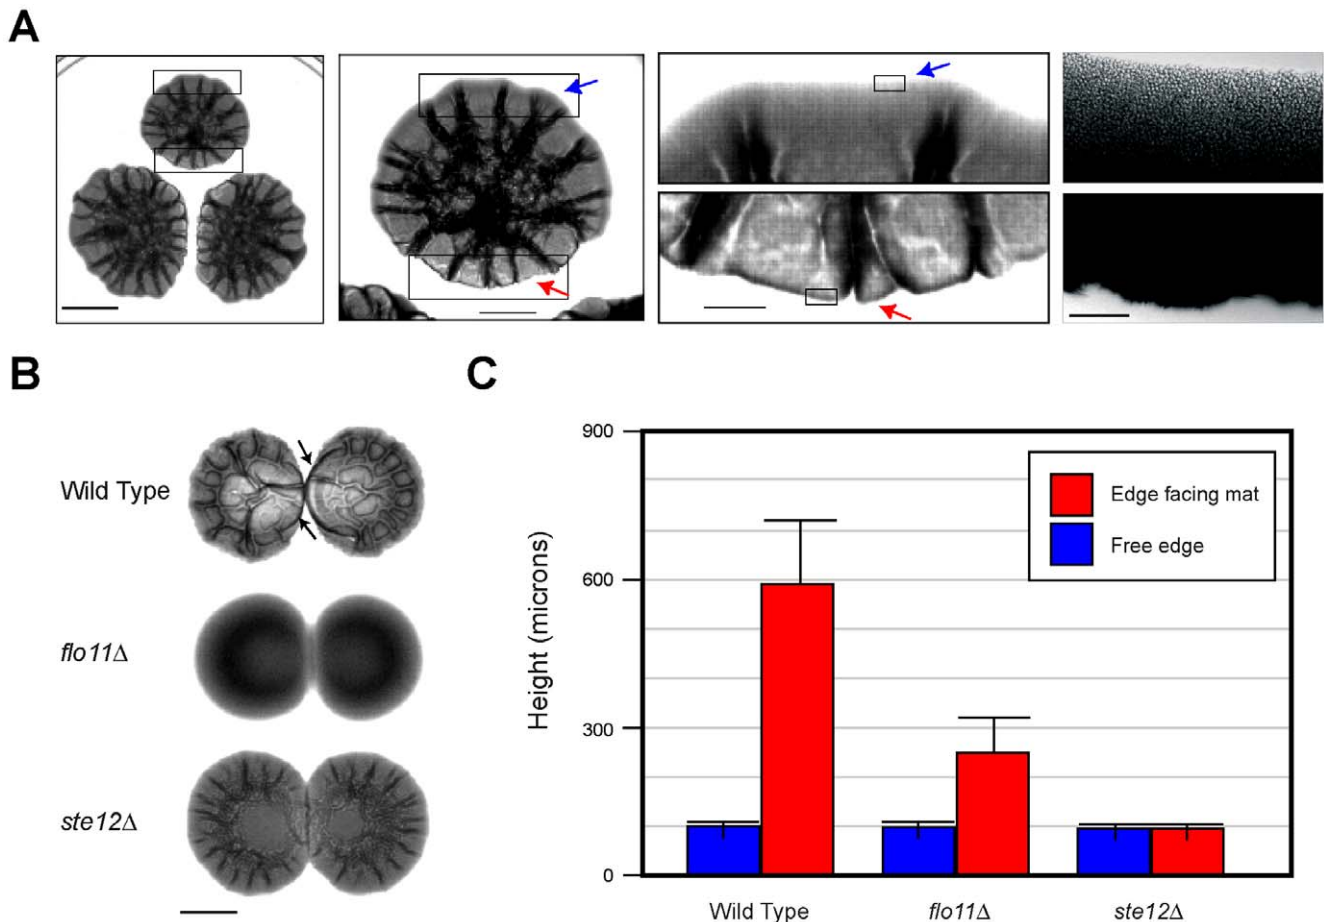 A
B
Wild Type
flo11Δ
ste12Δ
C
Height (microns)
900
600
300
0
Edge facing mat
Free edge
Wild Type
flo11Δ
ste12Δ